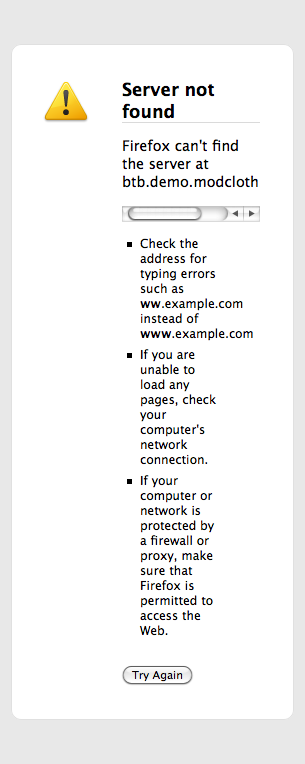 Server not
found
Firefox can't find
the server at
btb.demo.modcloth
Check the
address for
typing errors
such as
ww.example.com
instead of
www.example.com
If you are
unable to
load any
pages, check
your
computer's
network
connection.
If your
computer or
network is
protected by
a firewall or
proxy, make
sure that
Firefox is
permitted to
access the
Web.
Try Again